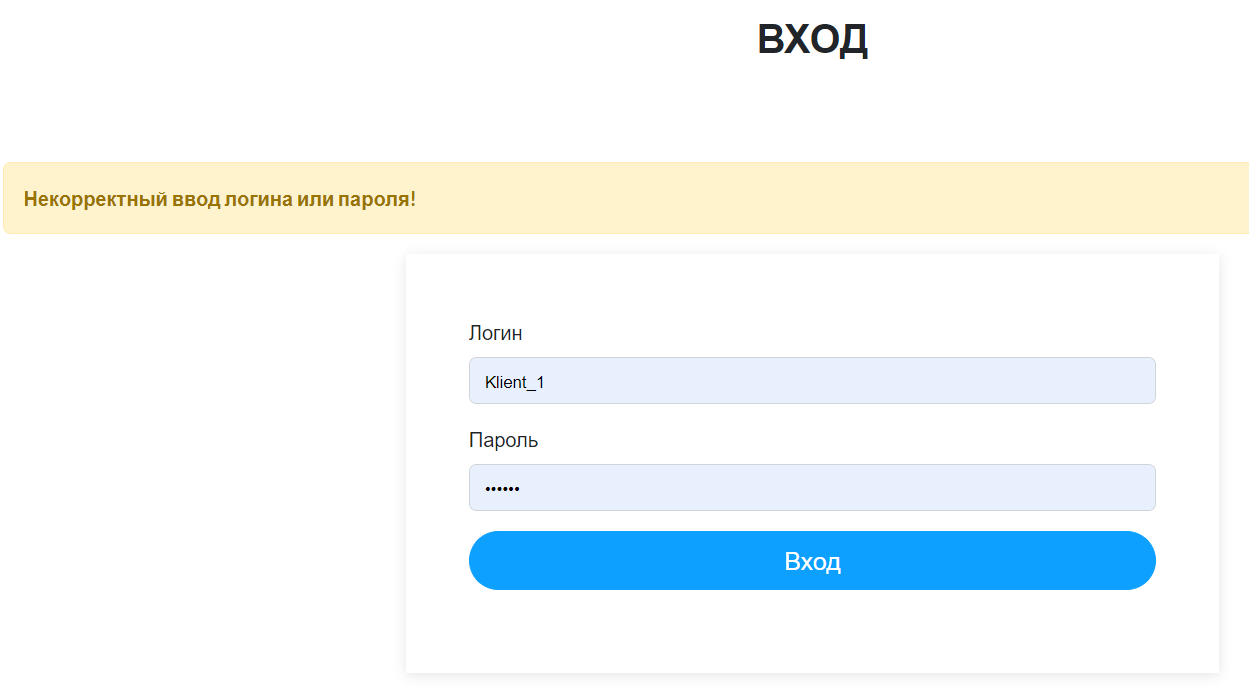 ВХОД
Некорректный ввод логина или пароля!
Логин
Klient_1
Пароль
••••••
Вход